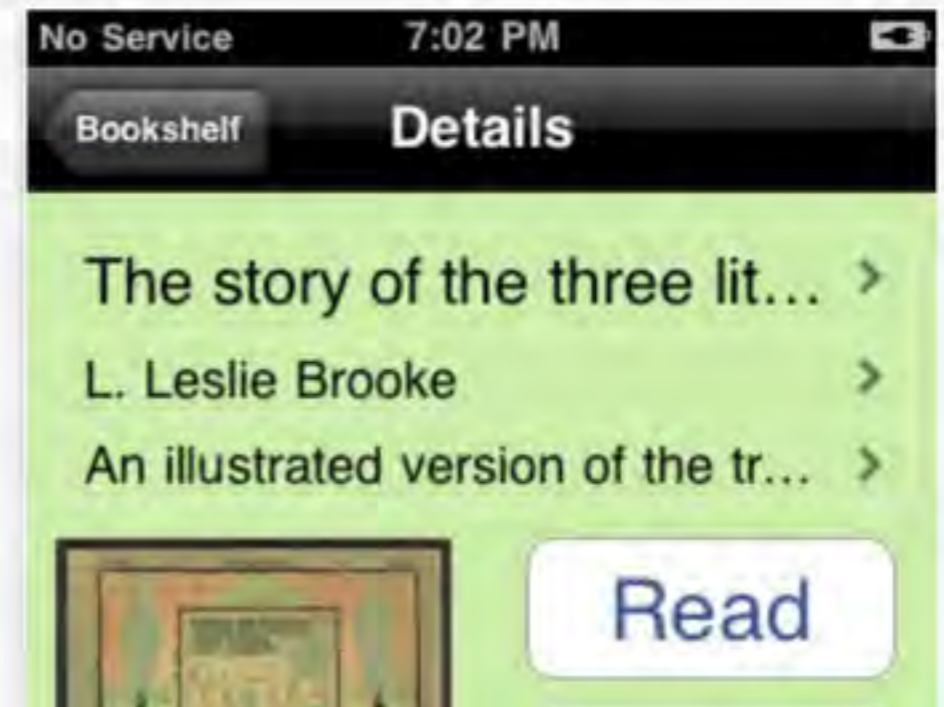 No Service 7:02 PM
Bookshelf Details
The story of the three lit...
L. Leslie Brooke
An illustrated version of the tr...
Read